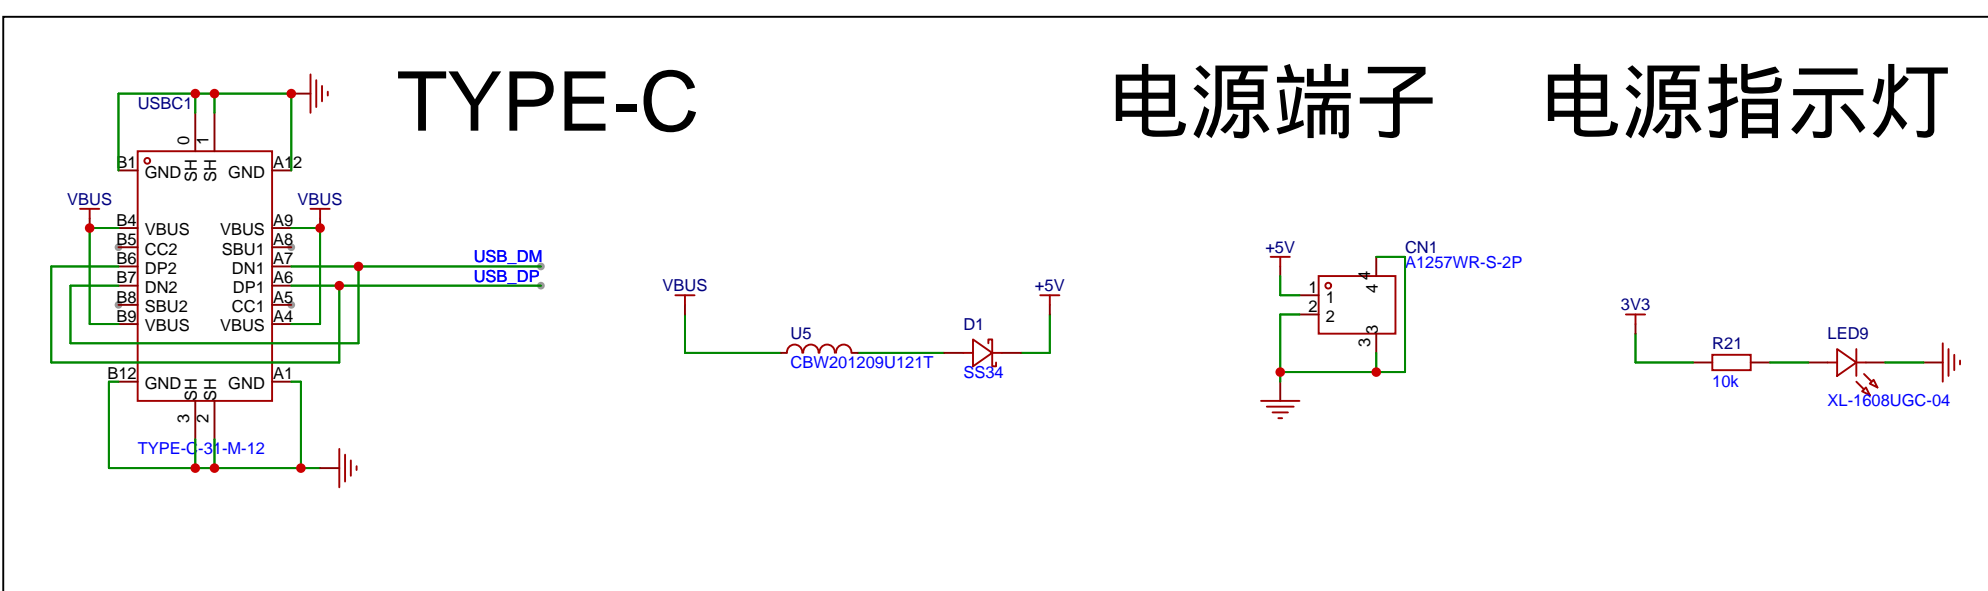 TYPE-C
电源端子
电源指示灯
USBC1
0
1
B1
GND
SH
SH
GND
A12
VBUS
VBUS
B4
VBUS
VBUS
A9
B5
CC2
SBU1
A8
B6
DP2
DN1
A7
USB_DM
B7
DN2
DP1
A6
USB_DP
B8
SBU2
CC1
A5
B9
VBUS
VBUS
A4
B12
GND
SH
SH
GND
A1
3
2
TYPE-C-31-M-12
VBUS
U5
CBW201209U121T
D1
SS34
+5V
+5V
CN1
A1257WR-S-2P
4
4
1
1
2
2
3
3
3V3
R21
10k
LED9
XL-1608UGC-04